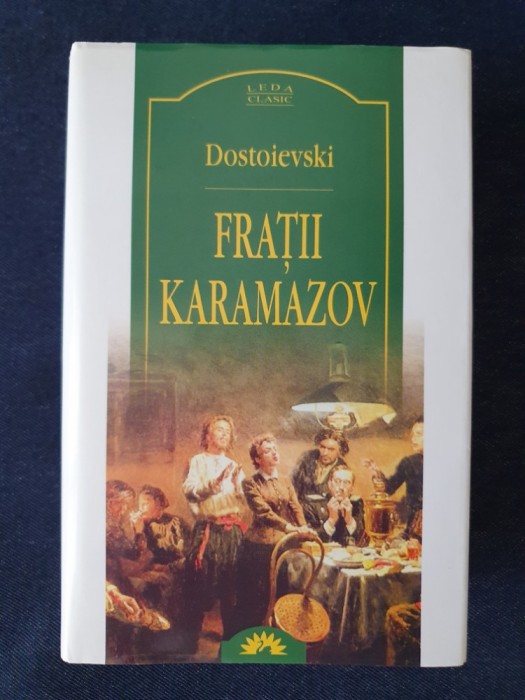 LEDA
CLASIC
Dostoievski
FRAȚII
KARAMAZOV